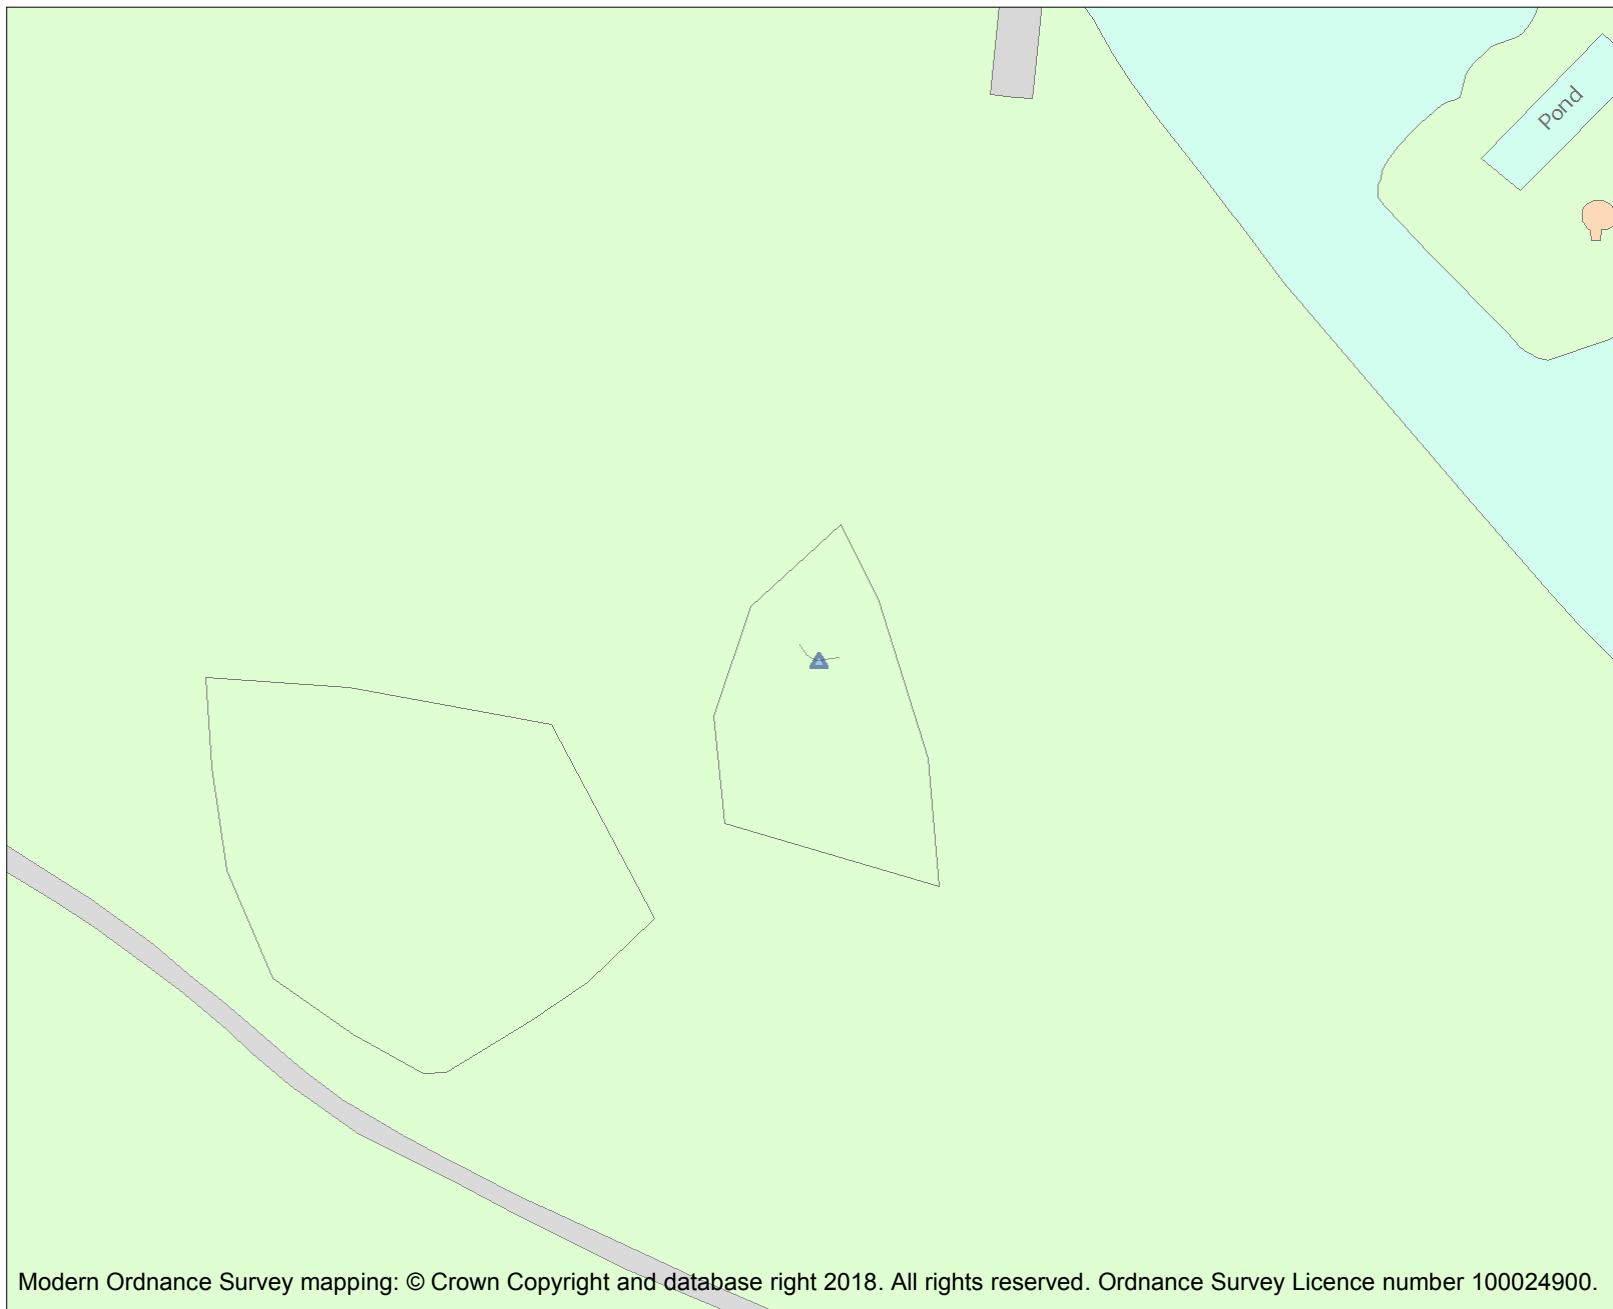 Pond
Modern Ordnance Survey mapping: © Crown Copyright and database right 2018. All rights reserved. Ordnance Survey Licence number 100024900.